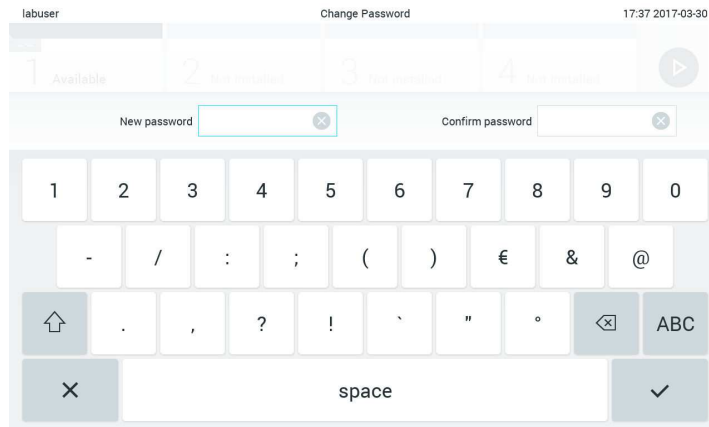 labuser Change Password 17:37 2017-03-30
1 Available 2 Not installed 3 Not installed 4 Not installed
New password Confirm password
1 2 3 4 5 6 7 8 9 0
- / : ; ( ) € & @
. , ? ! ` " ° ABC
space